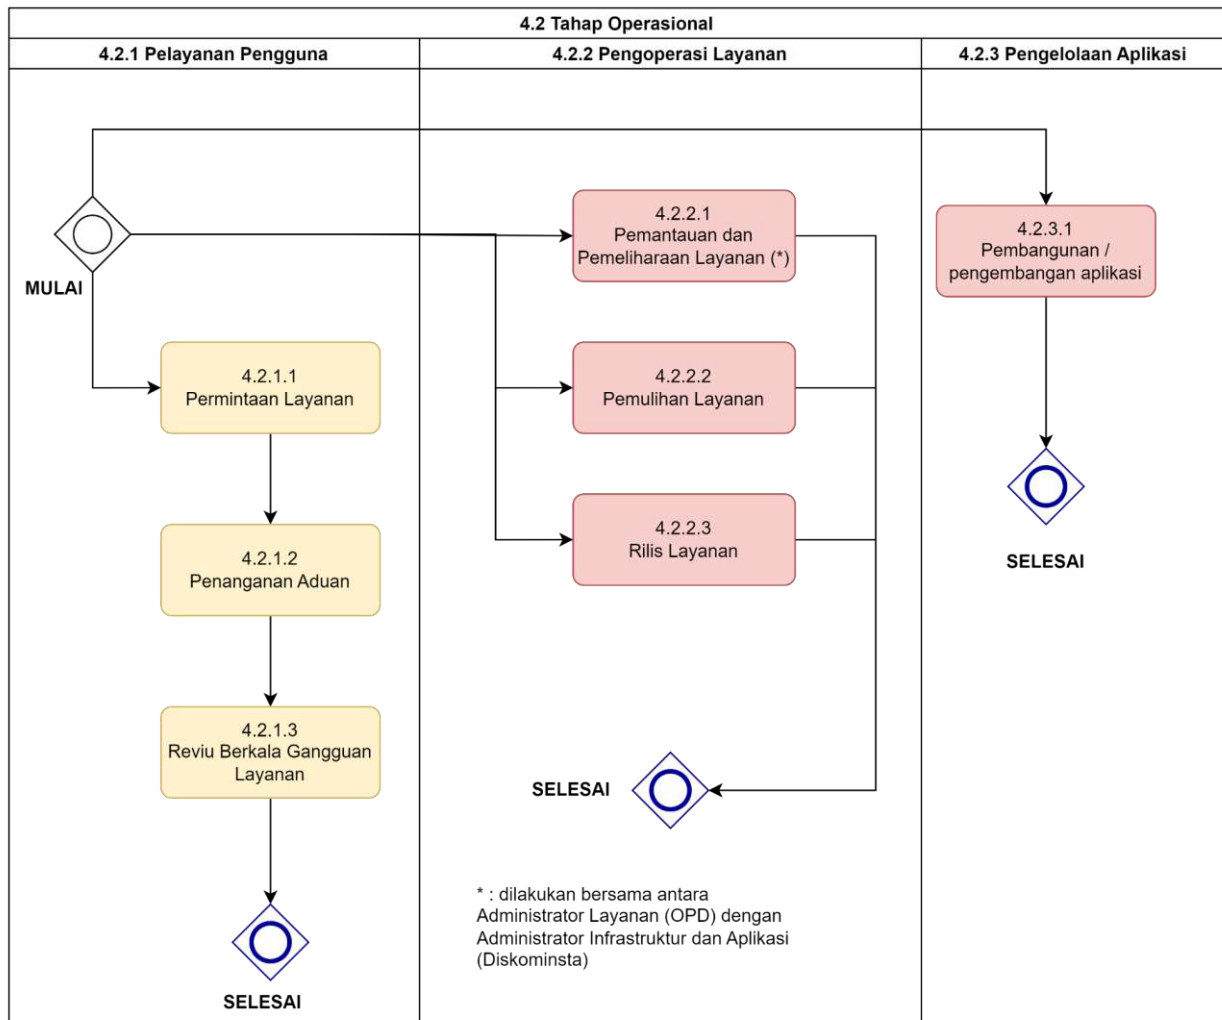 4.2 Tahap Operasional
4.2.1 Pelayanan Pengguna
4.2.2 Pengoperasi Layanan
4.2.3 Pengelolaan Aplikasi
MULAI
4.2.1.1
Permintaan Layanan
4.2.1.2
Penanganan Aduan
4.2.1.3
Reviu Berkala Gangguan
Layanan
SELESAI
4.2.2.1
Pemantauan dan
Pemeliharaan Layanan (*)
4.2.2.2
Pemulihan Layanan
4.2.2.3
Rilis Layanan
SELESAI
* : dilakukan bersama antara
Administrator Layanan (OPD) dengan
Administrator Infrastruktur dan Aplikasi
(Diskominsta)
4.2.3.1
Pembangunan /
pengembangan aplikasi
SELESAI